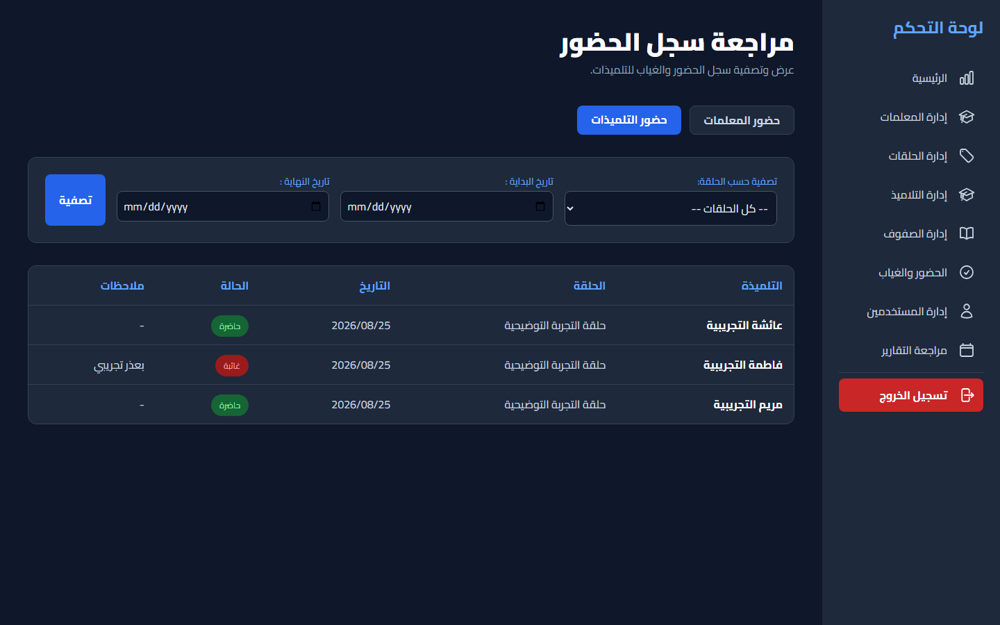 لوحة التحكم
الرئيسية
إدارة المعلمات
إدارة الحلقات
إدارة التلاميذ
إدارة الصفوف
الحضور والغياب
إدارة المستخدمين
مراجعة التقارير
تسجيل الخروج
مراجعة سجل الحضور
عرض وتصفية سجل الحضور والغياب للتلميذات.
حضور المعلمات
حضور التلميذات
تصفية حسب الحلقة:
-- كل الحلقات --
تاريخ البداية :
mm/dd/yyyy
تاريخ النهاية :
mm/dd/yyyy
تصفية
التلميذة الحلقة التاريخ الحالة ملاحظات
عائشة التجريبية حلقة التجربة التوضيحية 2026/08/25 حاضرة -
فاطمة التجريبية حلقة التجربة التوضيحية 2026/08/25 غائبة بعذر تجريبي
مريم التجريبية حلقة التجربة التوضيحية 2026/08/25 حاضرة -